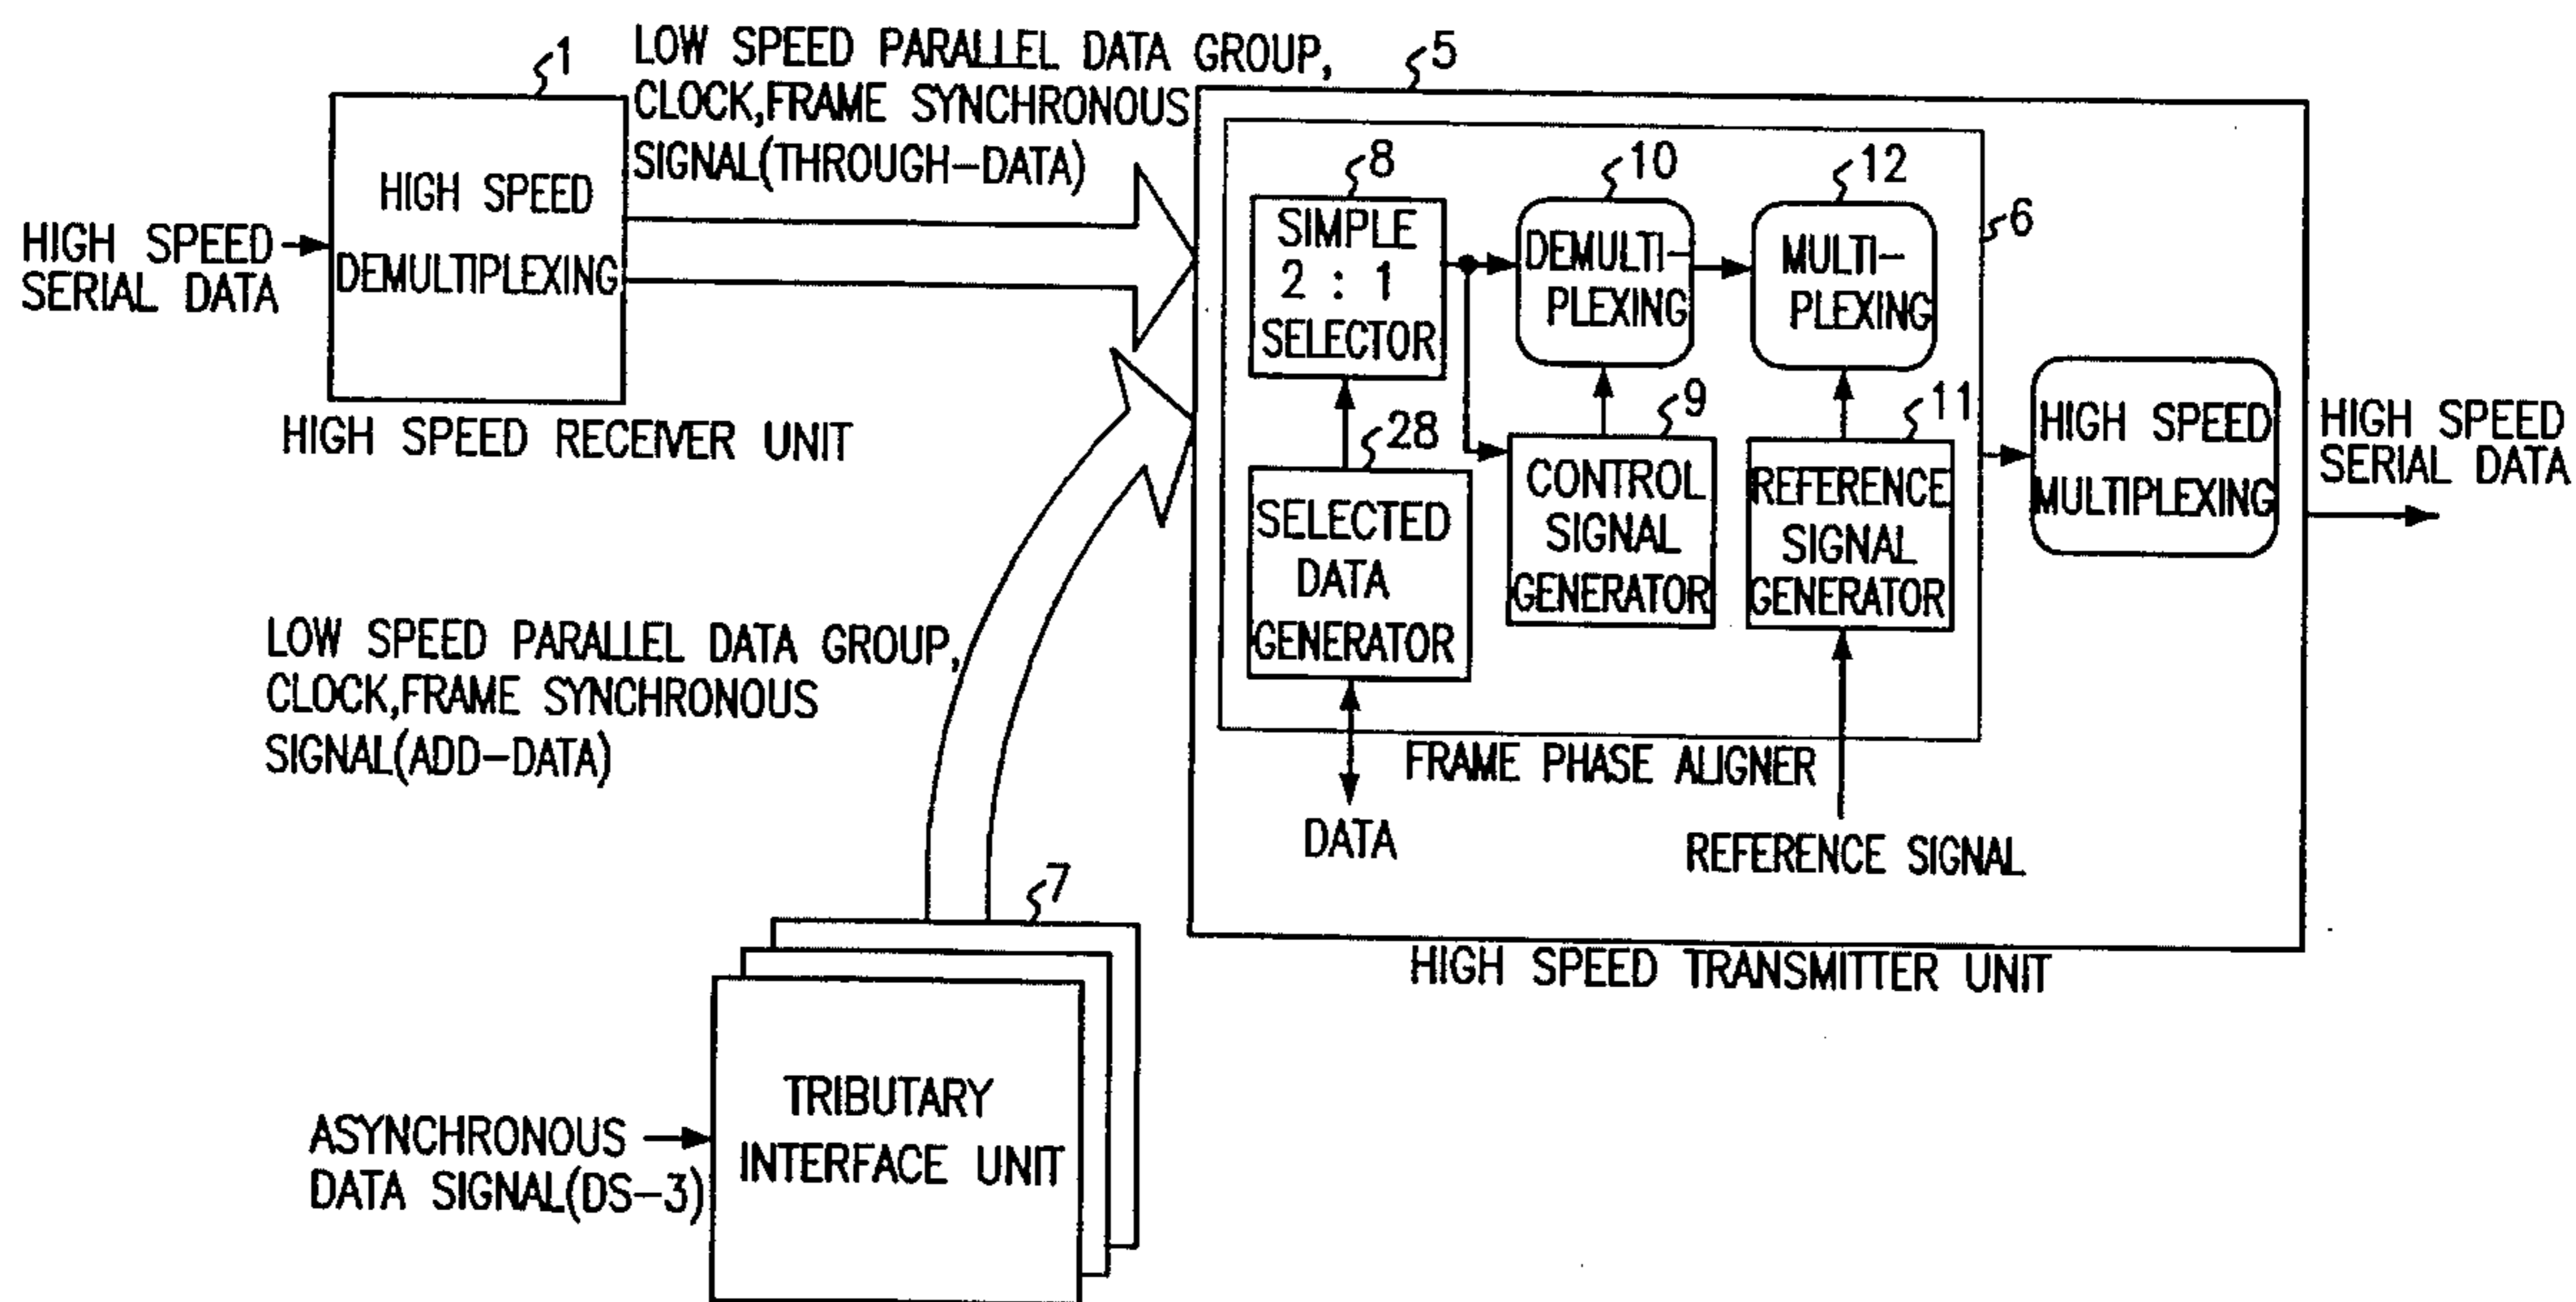 1
LOW SPEED PARALLEL DATA GROUP,
CLOCK,FRAME SYNCHRONOUS
SIGNAL(THROUGH-DATA)
HIGH SPEED
SERIAL DATA
HIGH SPEED
DEMULTIPLEXING
HIGH SPEED RECEIVER UNIT
5
8
SIMPLE
2 : 1
SELECTOR
10
DEMULTI-
PLEXING
12
MULTI-
PLEXING
6
28
SELECTED
DATA
GENERATOR
9
CONTROL
SIGNAL
GENERATOR
11
REFERENCE
SIGNAL
GENERATOR
HIGH SPEED
MULTIPLEXING
HIGH SPEED
SERIAL DATA
FRAME PHASE ALIGNER
DATA
REFERENCE SIGNAL
HIGH SPEED TRANSMITTER UNIT
LOW SPEED PARALLEL DATA GROUP,
CLOCK,FRAME SYNCHRONOUS
SIGNAL(ADD-DATA)
7
TRIBUTARY
INTERFACE UNIT
ASYNCHRONOUS
DATA SIGNAL(DS-3)